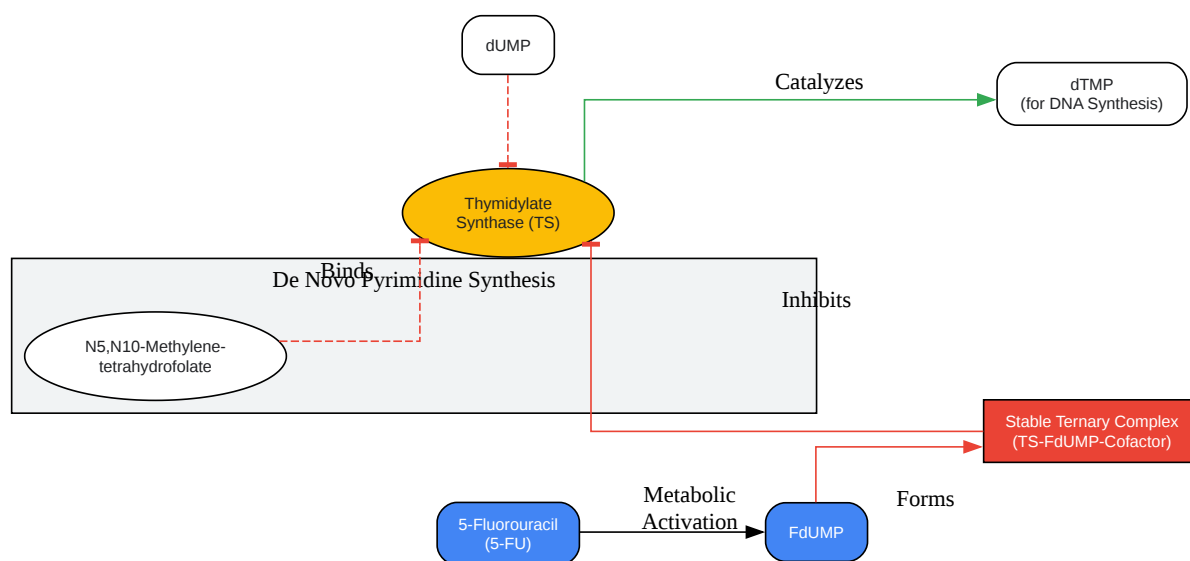 dUMP
Catalyzes
dTMP
(for DNA Synthesis)
Thymidylate
Synthase (TS)
Binds
De Novo Pyrimidine Synthesis
Inhibits
N5,N10-Methylene-
tetrahydrofolate
Stable Ternary Complex
(TS-FdUMP-Cofactor)
Metabolic
Activation
Forms
5-Fluorouracil
(5-FU)
FdUMP